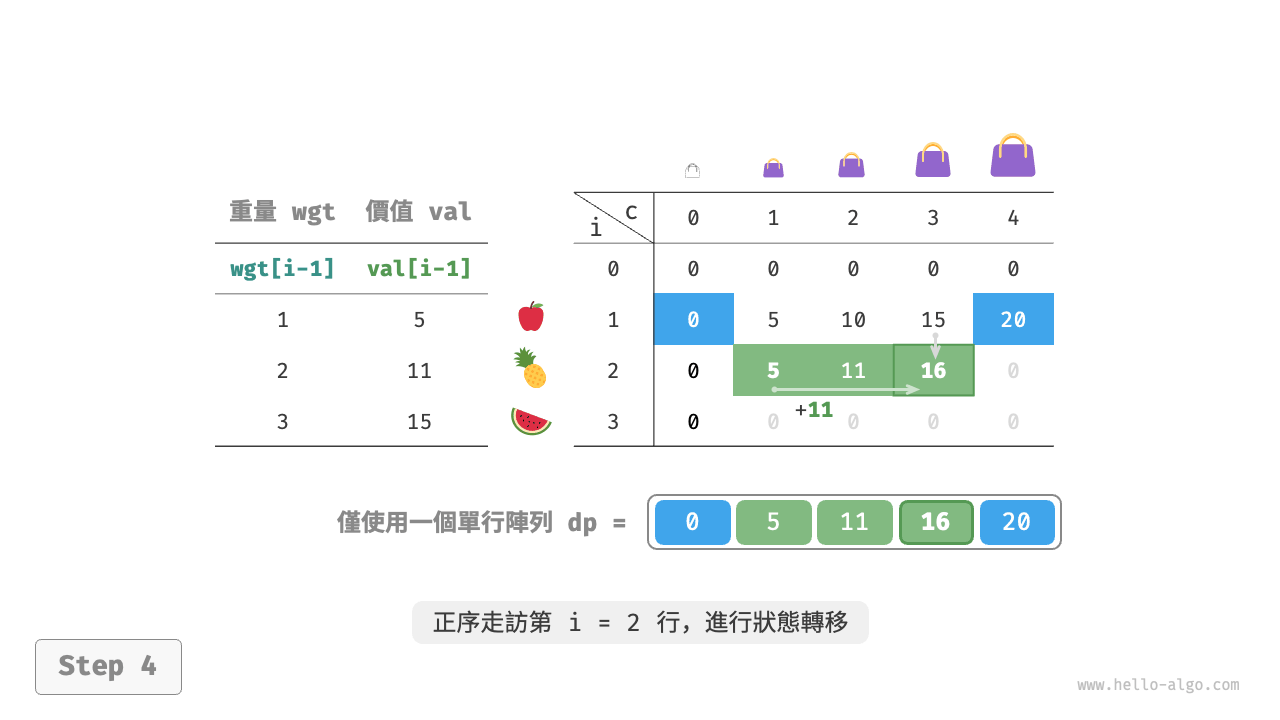 重量 wgt 價值 val
wgt[i-1] val[i-1]
1 5
2 11
3 15
i c 0 1 2 3 4
0 0 0 0 0 0
1 0 5 10 15 20
2 0 5 11 16 0
+11
3 0 0 0 0 0
僅使用一個單行陣列 dp = 0 5 11 16 20
正序走訪第 i = 2 行，進行狀態轉移
Step 4
www.hello-algo.com